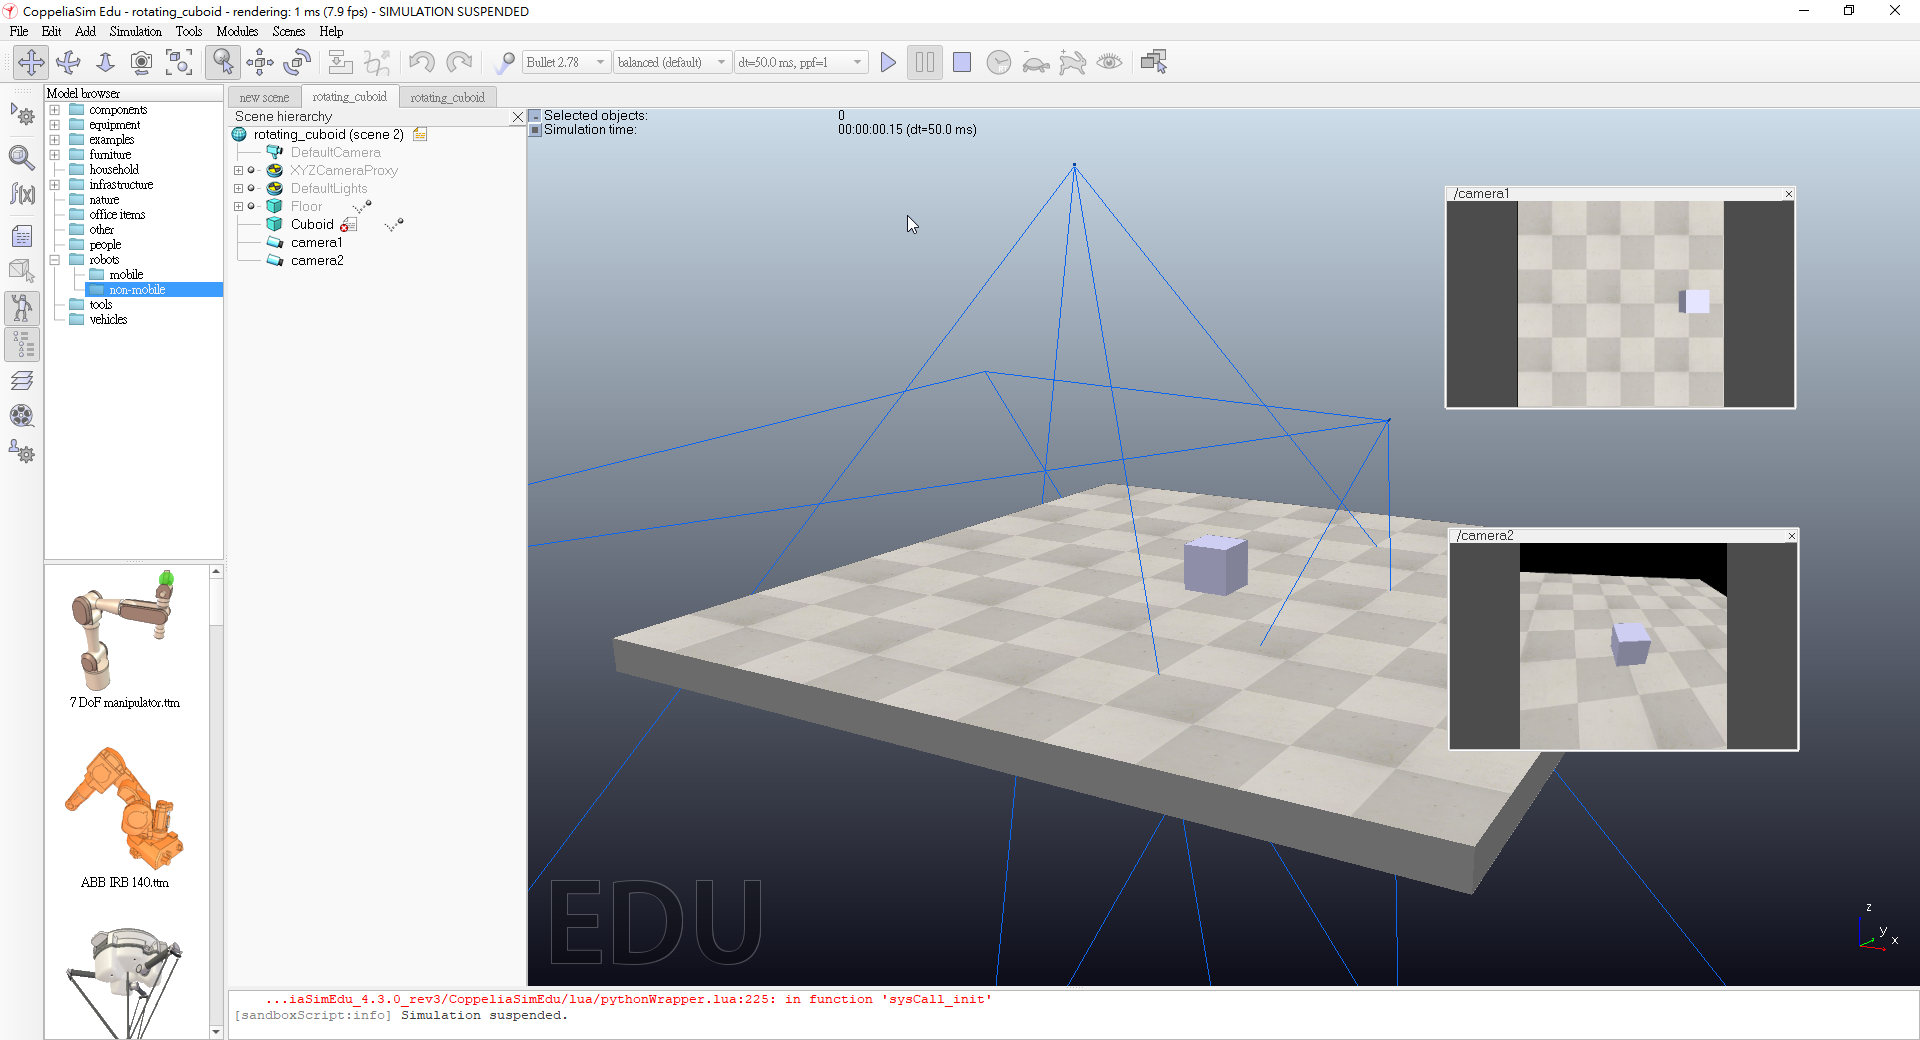 CoppeliaSim Edu - rotating_cuboid - rendering: 1 ms (7.9 fps) - SIMULATION SUSPENDED
File Edit Add Simulation Tools Modules Scenes Help
Bullet 2.78 balanced (default) dt=50.0 ms, ppf=1
Model browser
components
equipment
examples
furniture
household
infrastructure
nature
office items
other
people
robots
mobile
non-mobile
tools
vehicles
7 DoF manipulator.ttm
ABB IRB 140.ttm
new scene rotating_cuboid rotating_cuboid
Scene hierarchy
rotating_cuboid (scene 2)
DefaultCamera
XYZCameraProxy
DefaultLights
Floor
Cuboid
camera1
camera2
Selected objects: 0
Simulation time: 00:00:00.15 (dt=50.0 ms)
/camera1
/camera2
EDU
z
y
x
...iaSimEdu_4.3.0_rev3/CoppeliaSimEdu/lua/pythonWrapper.lua:225: in function 'sysCall_init'
[sandboxScript:info] Simulation suspended.